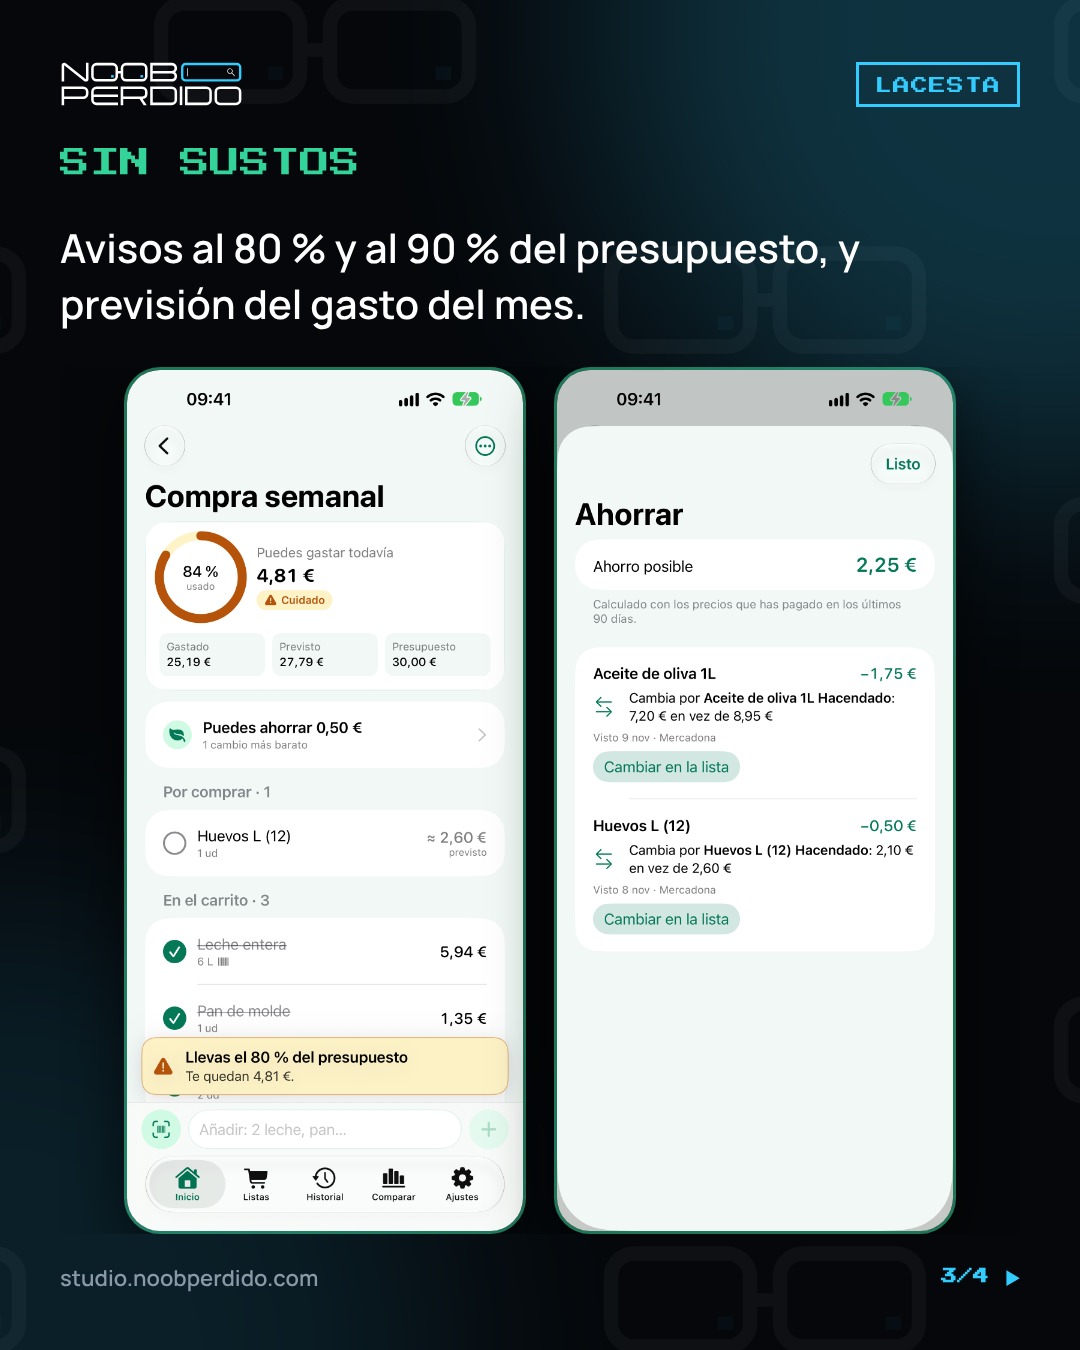 NOOB
PERDIDO
LACESTA
SIN SUSTOS
Avisos al 80 % y al 90 % del presupuesto, y
previsión del gasto del mes.
09:41
Compra semanal
84 %
usado
Puedes gastar todavía
4,81 €
Cuidado
Gastado
25,19 €
Previsto
27,79 €
Presupuesto
30,00 €
Puedes ahorrar 0,50 €
1 cambio más barato
Por comprar · 1
Huevos L (12)
1 ud
≈ 2,60 €
previsto
En el carrito · 3
Leche entera
6 L
5,94 €
Pan de molde
1 ud
1,35 €
Llevas el 80 % del presupuesto
Te quedan 4,81 €.
2 ud
Añadir: 2 leche, pan...
Inicio
Listas
Historial
Comparar
Ajustes
09:41
Listo
Ahorrar
Ahorro posible
2,25 €
Calculado con los precios que has pagado en los últimos
90 días.
Aceite de oliva 1L
−1,75 €
Cambia por Aceite de oliva 1L Hacendado:
7,20 € en vez de 8,95 €
Visto 9 nov · Mercadona
Cambiar en la lista
Huevos L (12)
−0,50 €
Cambia por Huevos L (12) Hacendado: 2,10 €
en vez de 2,60 €
Visto 8 nov · Mercadona
Cambiar en la lista
studio.noobperdido.com
3/4